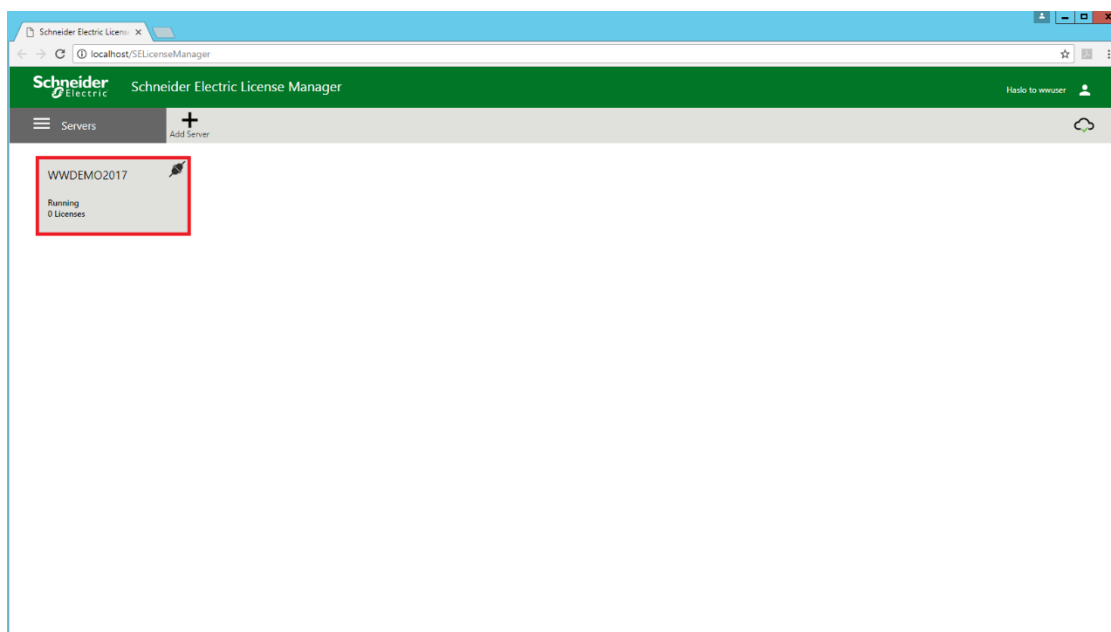 Schneider Electric Licens
localhost/SELicenseManager
Schneider Electric
Schneider Electric License Manager
Haslo to wwuser
Servers
Add Server
WWDEMO2017
Running
0 Licenses